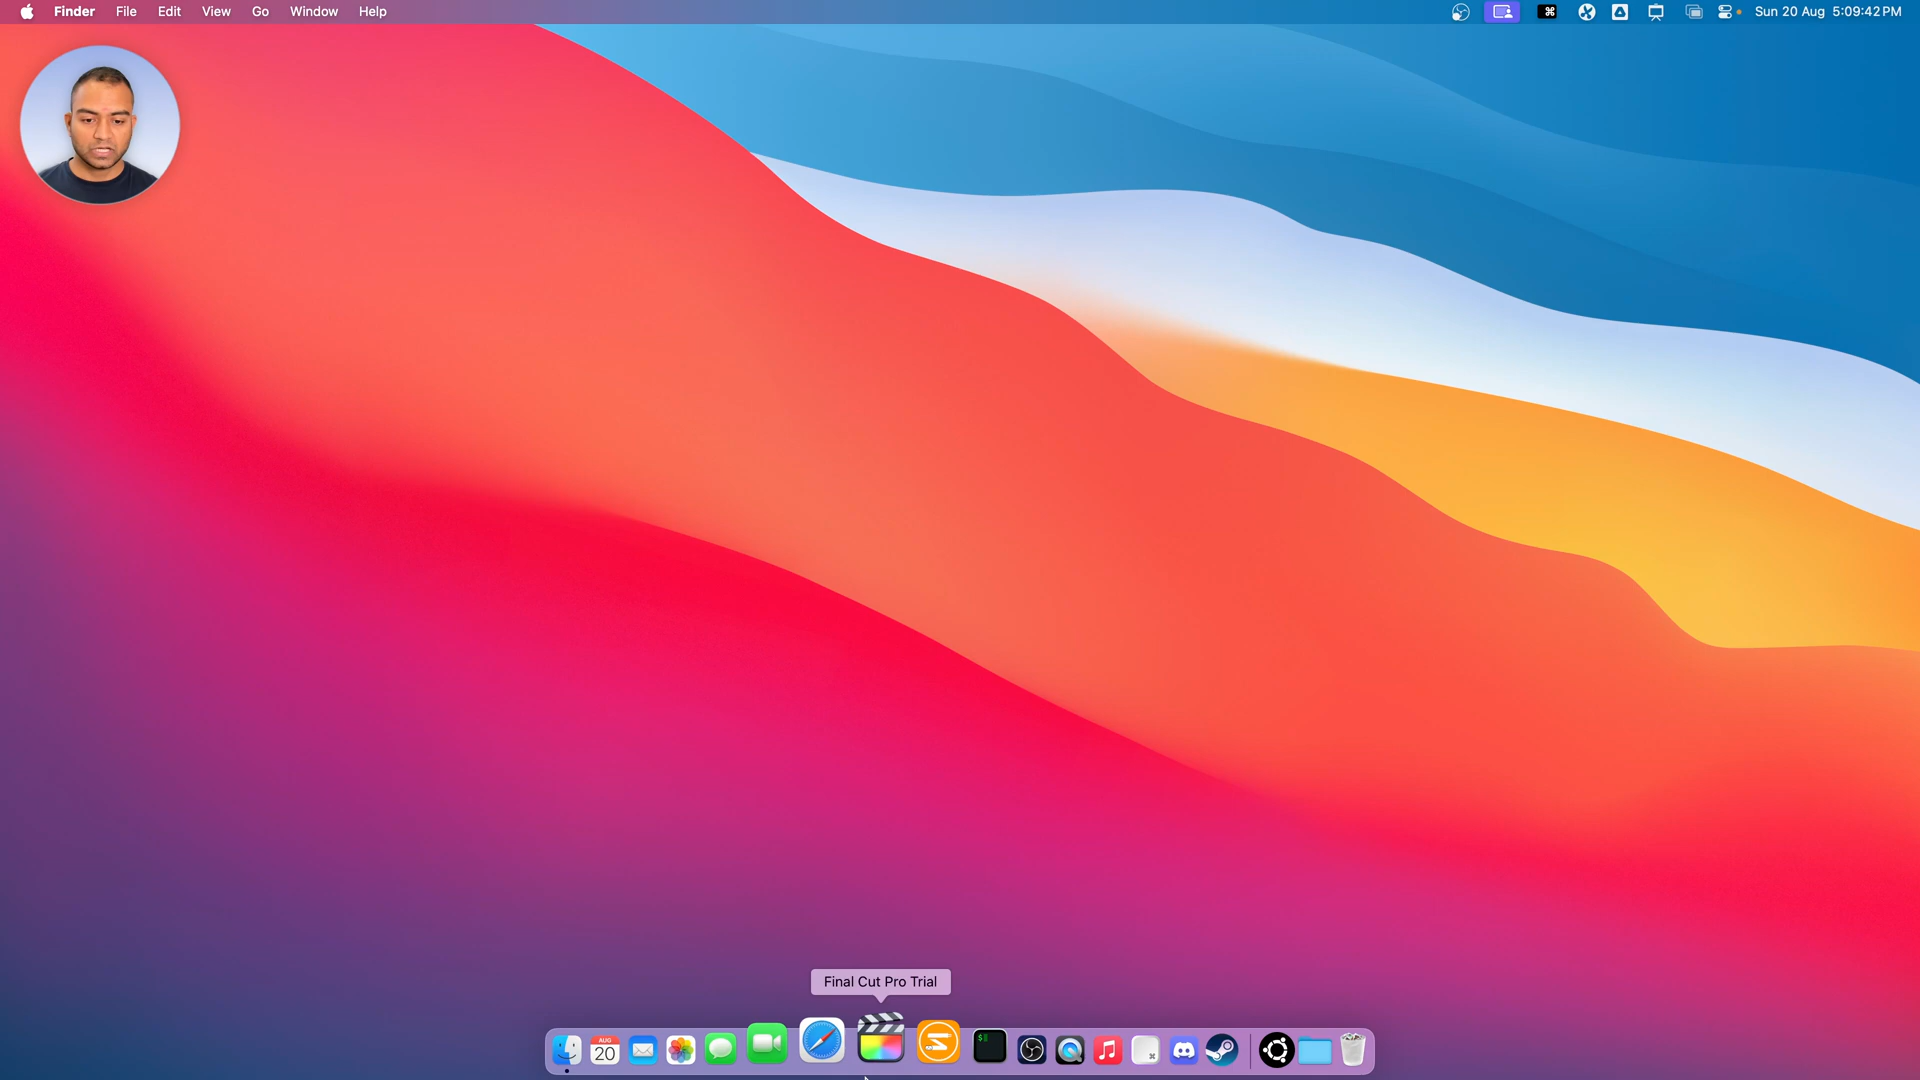 Finder File Edit View Go Window Help
Sun 20 Aug 5:09:42 PM
Final Cut Pro Trial
AUG
20
$